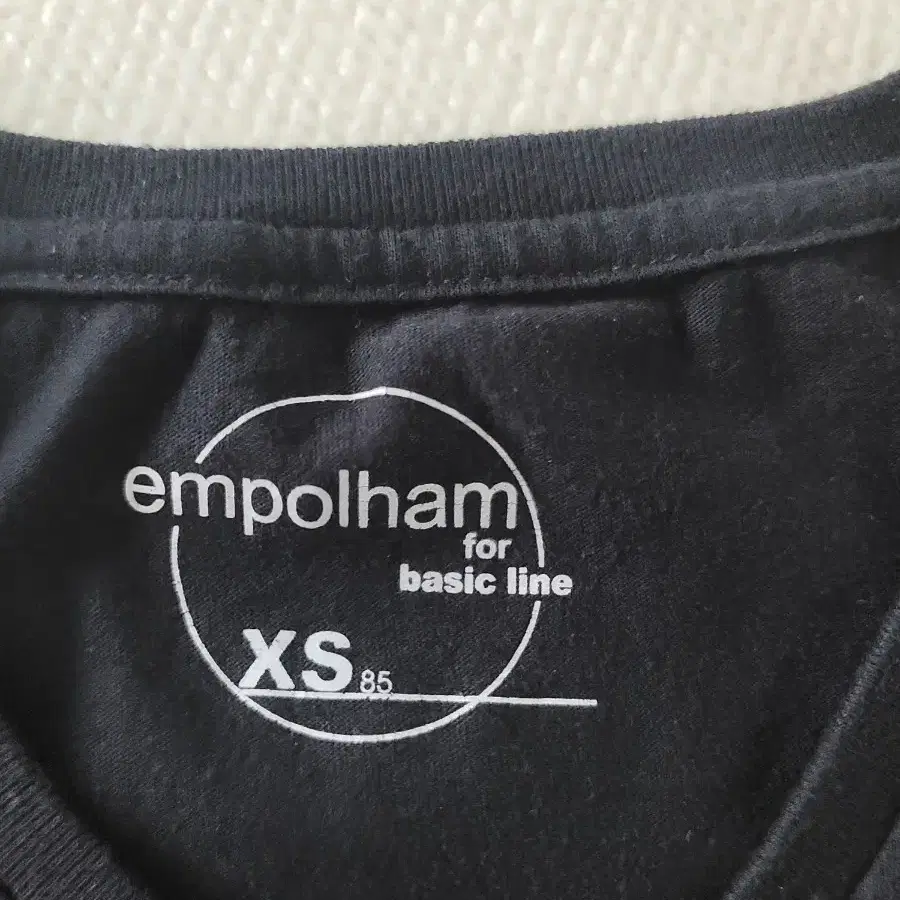 empolham
for
basic line
XS 85